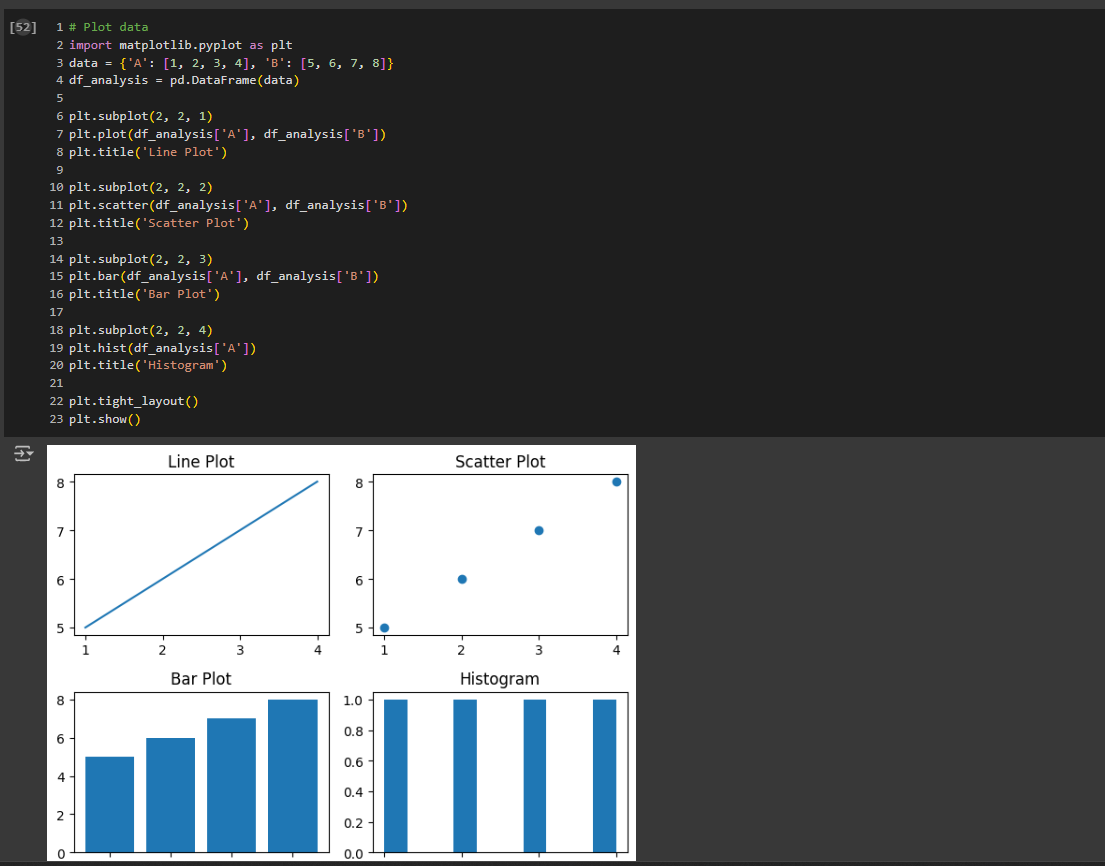 [52]
1 # Plot data
2 import matplotlib.pyplot as plt
3 data = {'A': [1, 2, 3, 4], 'B': [5, 6, 7, 8]}
4 df_analysis = pd.DataFrame(data)
5
6 plt.subplot(2, 2, 1)
7 plt.plot(df_analysis['A'], df_analysis['B'])
8 plt.title('Line Plot')
9
10 plt.subplot(2, 2, 2)
11 plt.scatter(df_analysis['A'], df_analysis['B'])
12 plt.title('Scatter Plot')
13
14 plt.subplot(2, 2, 3)
15 plt.bar(df_analysis['A'], df_analysis['B'])
16 plt.title('Bar Plot')
17
18 plt.subplot(2, 2, 4)
19 plt.hist(df_analysis['A'])
20 plt.title('Histogram')
21
22 plt.tight_layout()
23 plt.show()
Line Plot
8
7
6
5
1 2 3 4
Scatter Plot
8
7
6
5
1 2 3 4
Bar Plot
8
6
4
2
0
Histogram
1.0
0.8
0.6
0.4
0.2
0.0